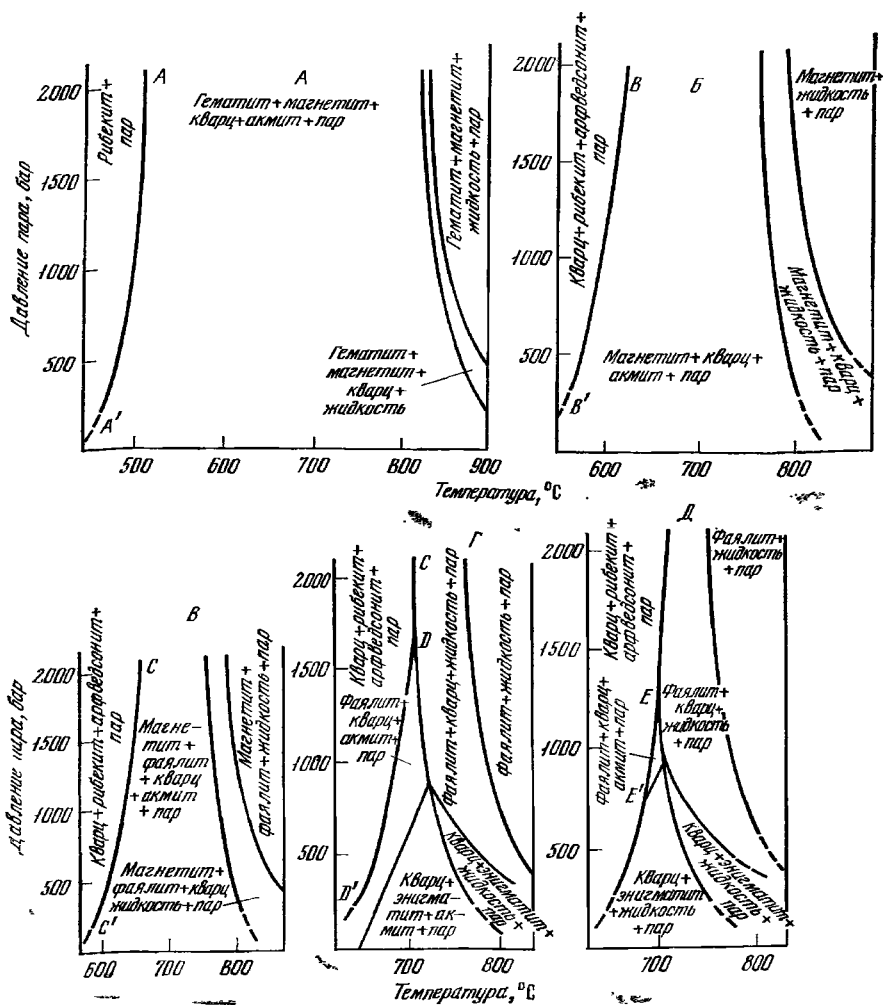 Давление пара, бар
2000
1500
1000
500
Рибекит+
пар
А
А
Гематит+магнетит+
кварц+акмит+пар
Гематит+магнетит+
жидкость+пар
Гематит+
магнетит+
кварц+
жидкость
А'
500
600
700
800
900
2000
1500
1000
500
Кварц+рибекит+арфведсонит+
пар
В
Б
Магнетит+
жидкость
+ пар
Магнетит+кварц+
жидкость+пар
Магнетит+кварц+
акмит+пар
В'
600
700
800
Температура, °С
Давление пара, бар
2000
1500
1000
500
Кварц+рибекит+арфведсонит+
пар
В
С
Магне-
тит+
фаялит
+ кварц
+акмит
+пар
Магнетит+
фаялит+жидкость+пар
Магнетит+
фаялит+кварц
жидкость+пар
С'
600
700
800
2000
1500
1000
500
Кварц+рибекит+
арфведсонит+
пар
С
Г
D
Фаялит+
кварц+
акмит+
пар
Фаялит+кварц+жидкость+пар
Фаялит+жидкость+пар
Кварц+энигматит+
жидкость+
пар
D'
Кварц+
энигма-
тит+ак-
мит+пар
700
800
2000
1500
1000
500
Кварц+рибекит+
арфведсонит+
пар
Д
Фаялит+
жидкость
+пар
Фаялит+кварц+
акмит+пар
Е
Фаялит+
кварц+
жидкость
+пар
Е'
Кварц+энигматит+
жидкость+
пар
Кварц+
энигматит
+жидкость
+пар
700
800
Температура, °С